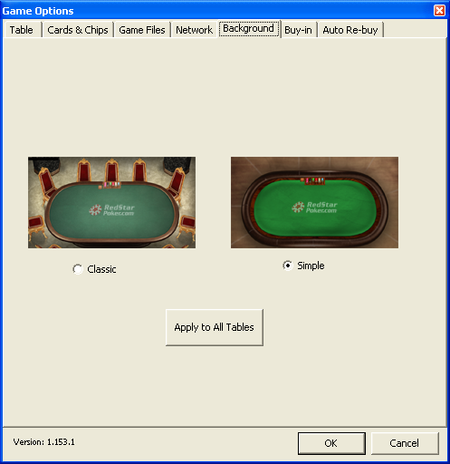 Game Options
Table Cards & Chips Game Files Network Background Buy-in Auto Re-buy
RedStar RedStar
Poker.com Poker.com
Classic Simple
Apply to All Tables
Version: 1.153.1 OK Cancel